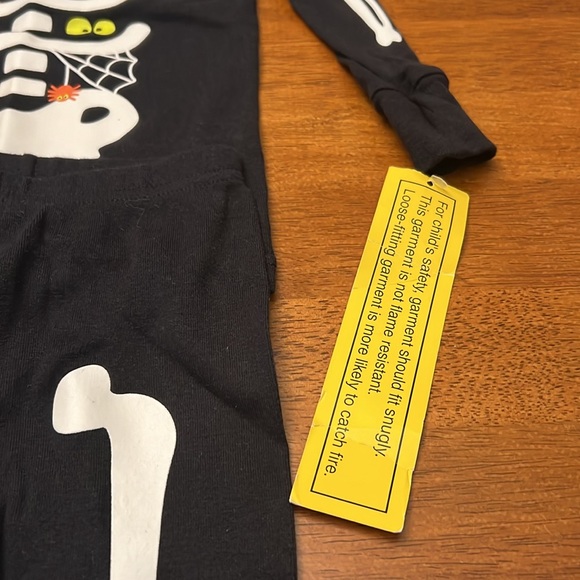 For child's safety, garment should fit snugly.
This garment is not flame resistant.
Loose-fitting garment is more likely to catch fire.